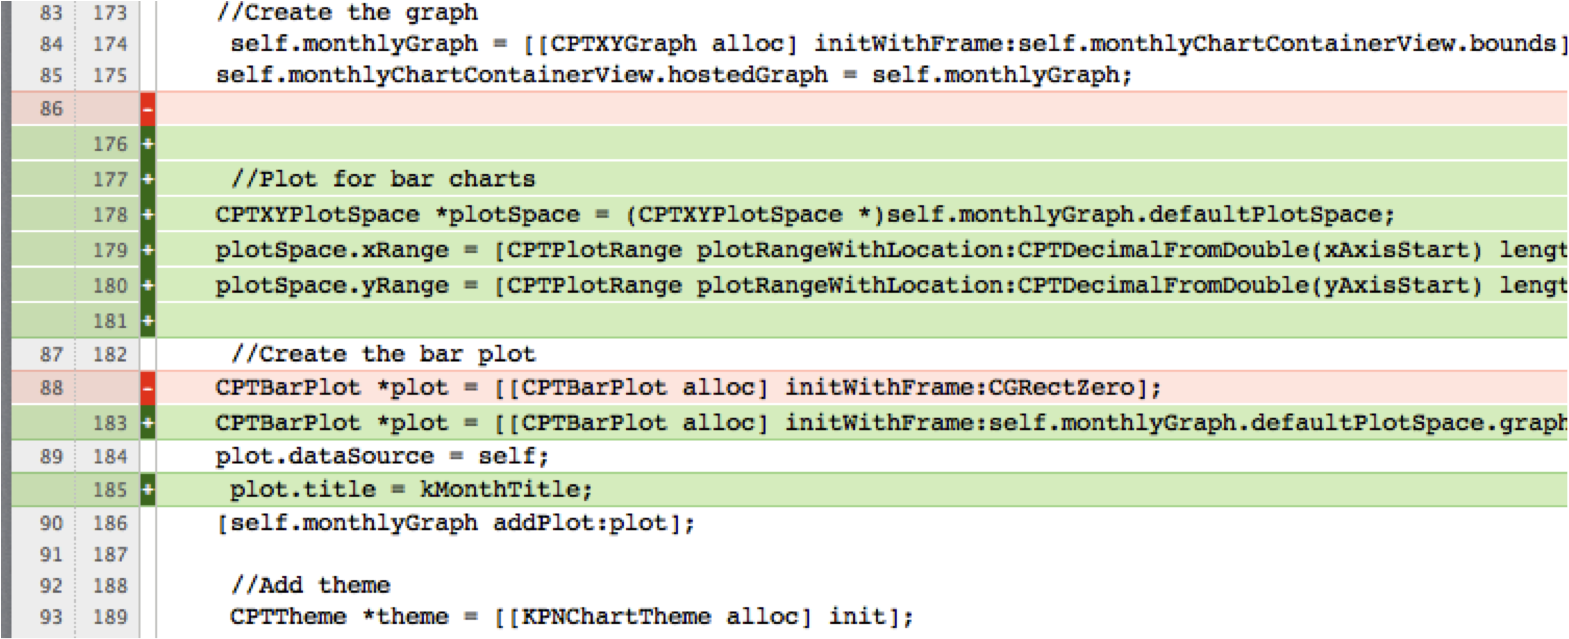 83 173 //Create the graph
84 174 self.monthlyGraph = [[CPTXYGraph alloc] initWithFrame:self.monthlyChartContainerView.bounds]
85 175 self.monthlyChartContainerView.hostedGraph = self.monthlyGraph;
86 -
176 +
177 + //Plot for bar charts
178 + CPTXYPlotSpace *plotSpace = (CPTXYPlotSpace *)self.monthlyGraph.defaultPlotSpace;
179 + plotSpace.xRange = [CPTPlotRange plotRangeWithLocation:CPTDecimalFromDouble(xAxisStart) lengt
180 + plotSpace.yRange = [CPTPlotRange plotRangeWithLocation:CPTDecimalFromDouble(yAxisStart) lengt
181 +
87 182 //Create the bar plot
88 - CPTBarPlot *plot = [[CPTBarPlot alloc] initWithFrame:CGRectZero];
183 + CPTBarPlot *plot = [[CPTBarPlot alloc] initWithFrame:self.monthlyGraph.defaultPlotSpace.graph
89 184 plot.dataSource = self;
185 + plot.title = kMonthTitle;
90 186 [self.monthlyGraph addPlot:plot];
91 187
92 188 //Add theme
93 189 CPTTheme *theme = [[KPNChartTheme alloc] init];